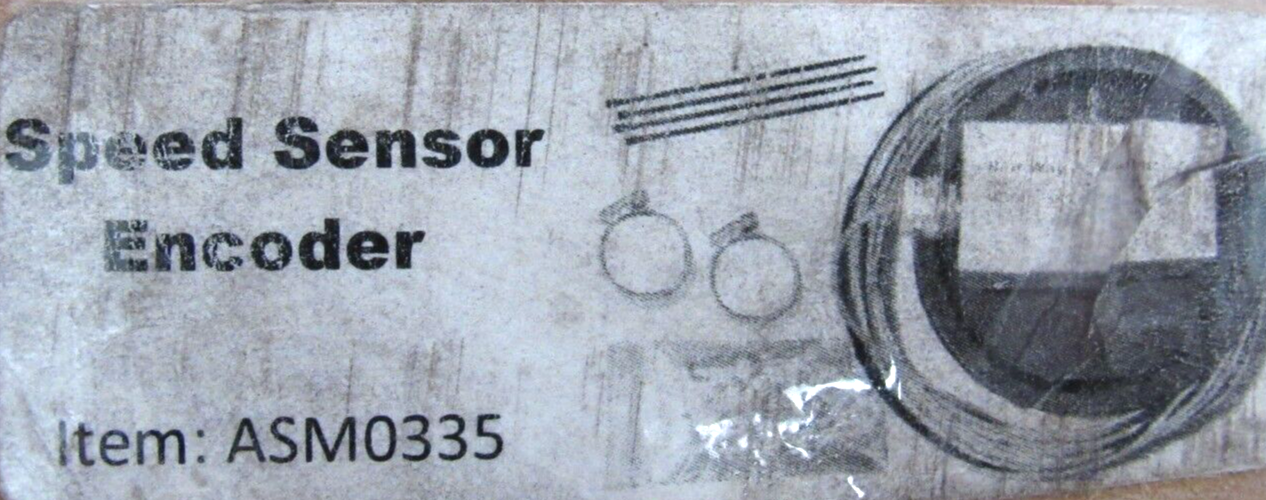 Speed Sensor
Encoder
Item: ASM0335